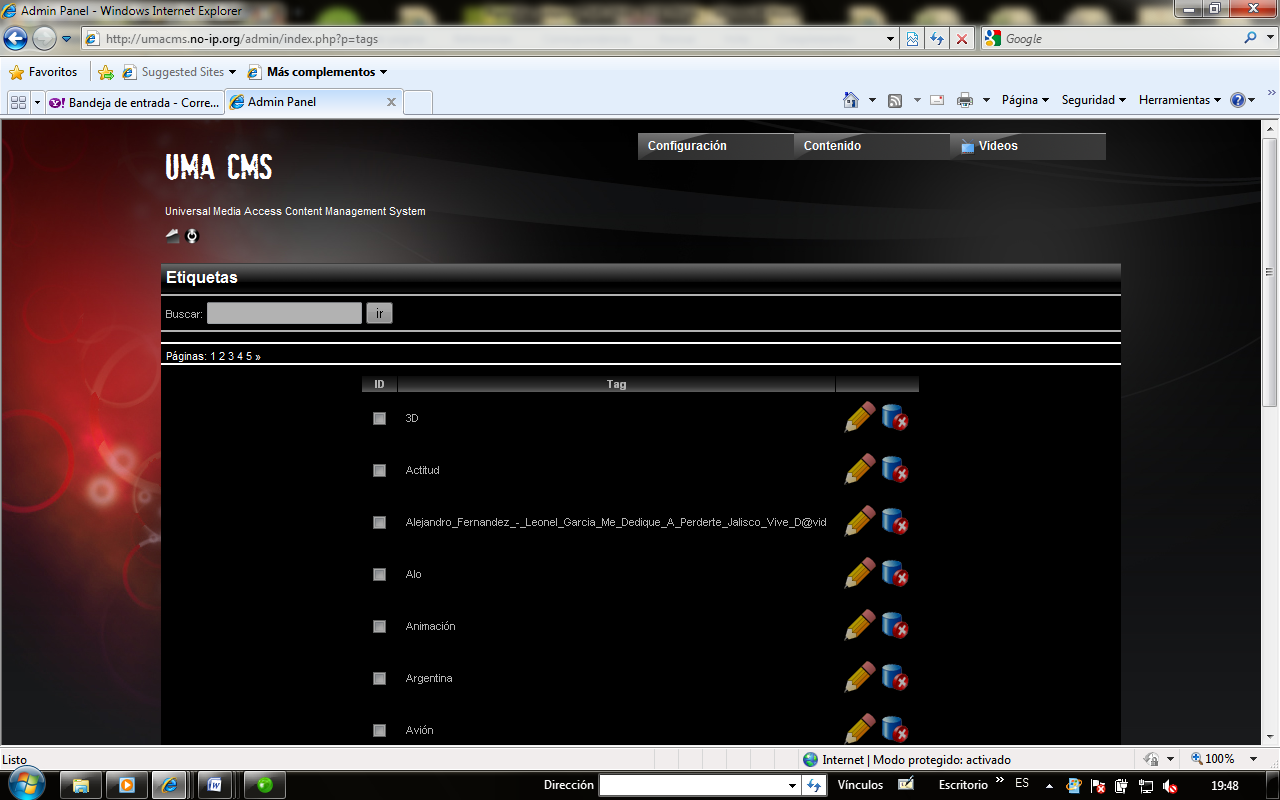 Admin Panel - Windows Internet Explorer
http://umacms.no-ip.org/admin/index.php?p=tags
Google
Favoritos
Suggested Sites
Más complementos
Bandeja de entrada - Corre...
Admin Panel
Página
Seguridad
Herramientas
Configuración
Contenido
Videos
UMA CMS
Universal Media Access Content Management System
Etiquetas
Buscar:
ir
Páginas: 1 2 3 4 5 »
ID Tag
3D
Actitud
Alejandro_Fernandez_-_Leonel_Garcia_Me_Dedique_A_Perderte_Jalisco_Vive_D@vid
Alo
Animación
Argentina
Avión
Listo
Internet | Modo protegido: activado
100%
Dirección
Vínculos
Escritorio
ES
19:48